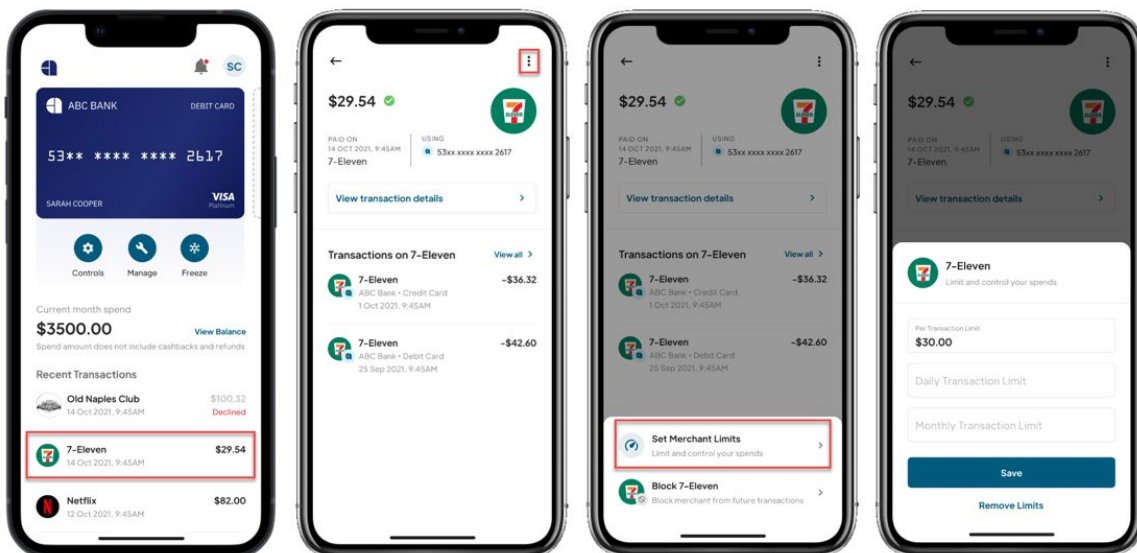 SC
ABC BANK
DEBIT CARD
53** **** **** 2617
SARAH COOPER
VISA
Platinum
Controls
Manage
Freeze
Current month spend
$3500.00
View Balance
Spend amount does not include cashbacks and refunds
Recent Transactions
Old Naples Club
$100.32
14 Oct 2021, 9:45AM
Declined
7-Eleven
$29.54
14 Oct 2021, 9:45AM
Netflix
$82.00
12 Oct 2021, 9:45AM
$29.54
7 ELEVEN
PAID ON
USING
14 OCT 2021, 9:45AM
53xx xxxx xxxx 2617
7-Eleven
View transaction details
Transactions on 7-Eleven
View all
7-Eleven
-$36.32
ABC Bank • Credit Card
1 Oct 2021, 9:45AM
7-Eleven
-$42.60
ABC Bank • Debit Card
25 Sep 2021, 9:45AM
$29.54
7 ELEVEN
PAID ON
USING
14 OCT 2021, 9:45AM
53xx xxxx xxxx 2617
7-Eleven
View transaction details
Transactions on 7-Eleven
View all
7-Eleven
-$36.32
ABC Bank • Credit Card
1 Oct 2021, 9:45AM
7-Eleven
-$42.60
ABC Bank • Debit Card
25 Sep 2021, 9:45AM
Set Merchant Limits
Limit and control your spends
Block 7-Eleven
Block merchant from future transactions
$29.54
7 ELEVEN
PAID ON
USING
14 OCT 2021, 9:45AM
53xx xxxx xxxx 2617
7-Eleven
View transaction details
7-Eleven
Limit and control your spends
Per Transaction Limit
$30.00
Daily Transaction Limit
Monthly Transaction Limit
Save
Remove Limits